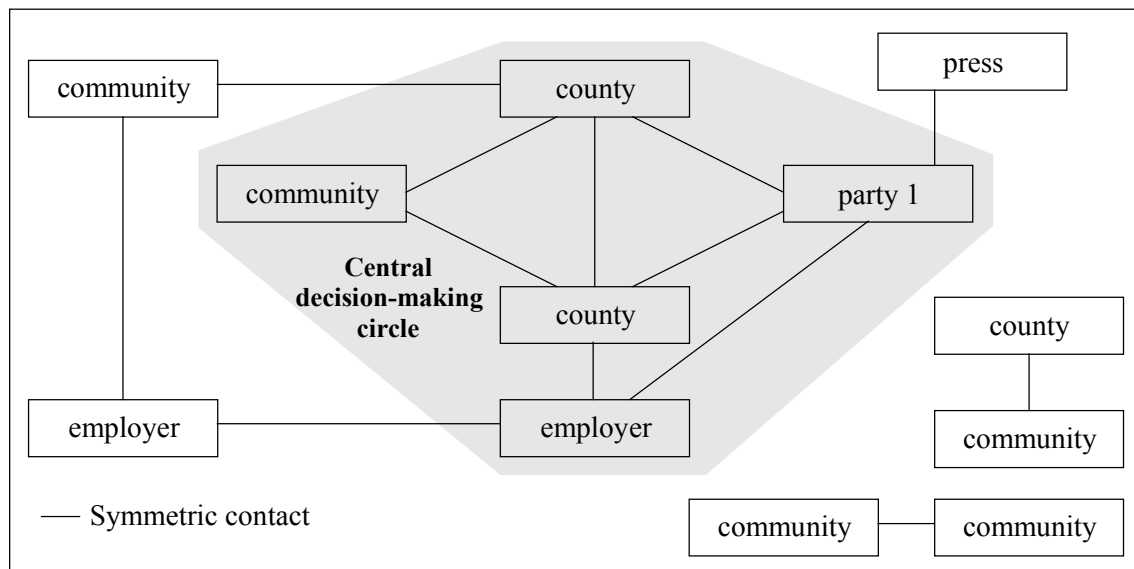 press
community
county
community
party 1
Central
decision-making
circle
county
county
employer
employer
community
Symmetric contact
community
community